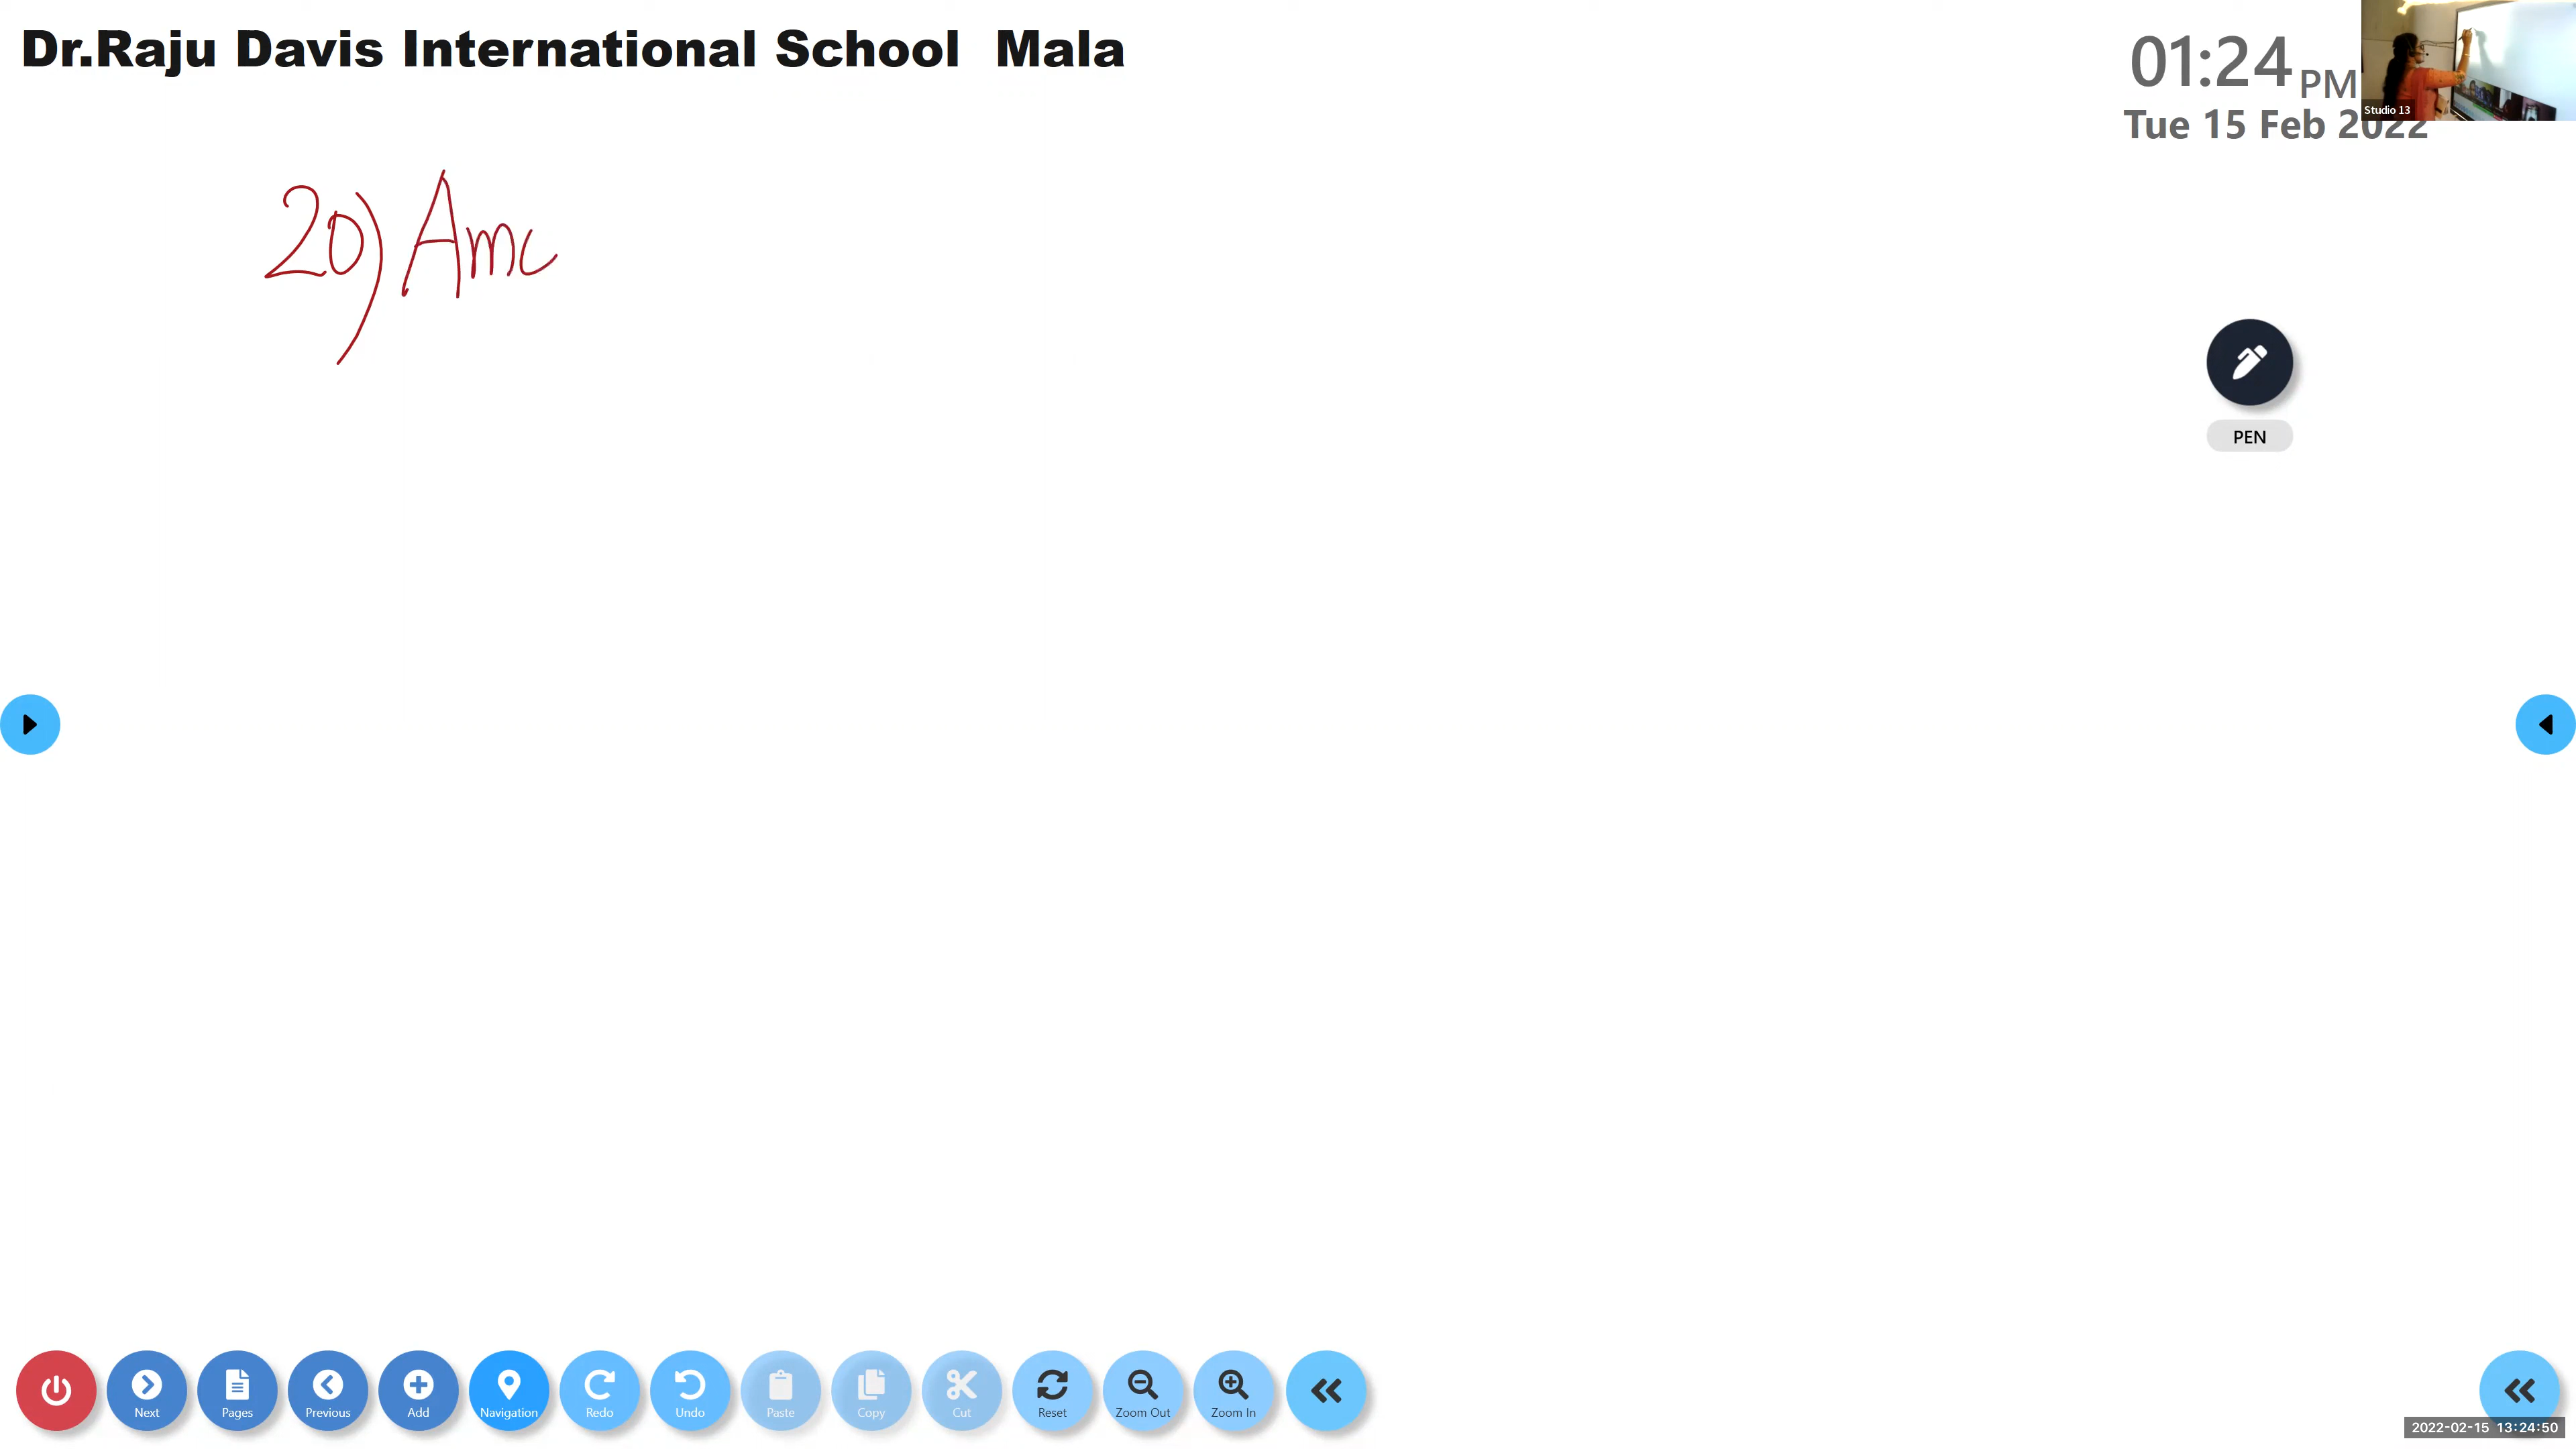 Dr.Raju Davis International School Mala
01:24 PM
Tue 15 Feb 2022
Studio 13
20) Amc
PEN
Next
Pages
Previous
Add
Navigation
Redo
Undo
Paste
Copy
Cut
Reset
Zoom Out
Zoom In
2022-02-15 13:24:50